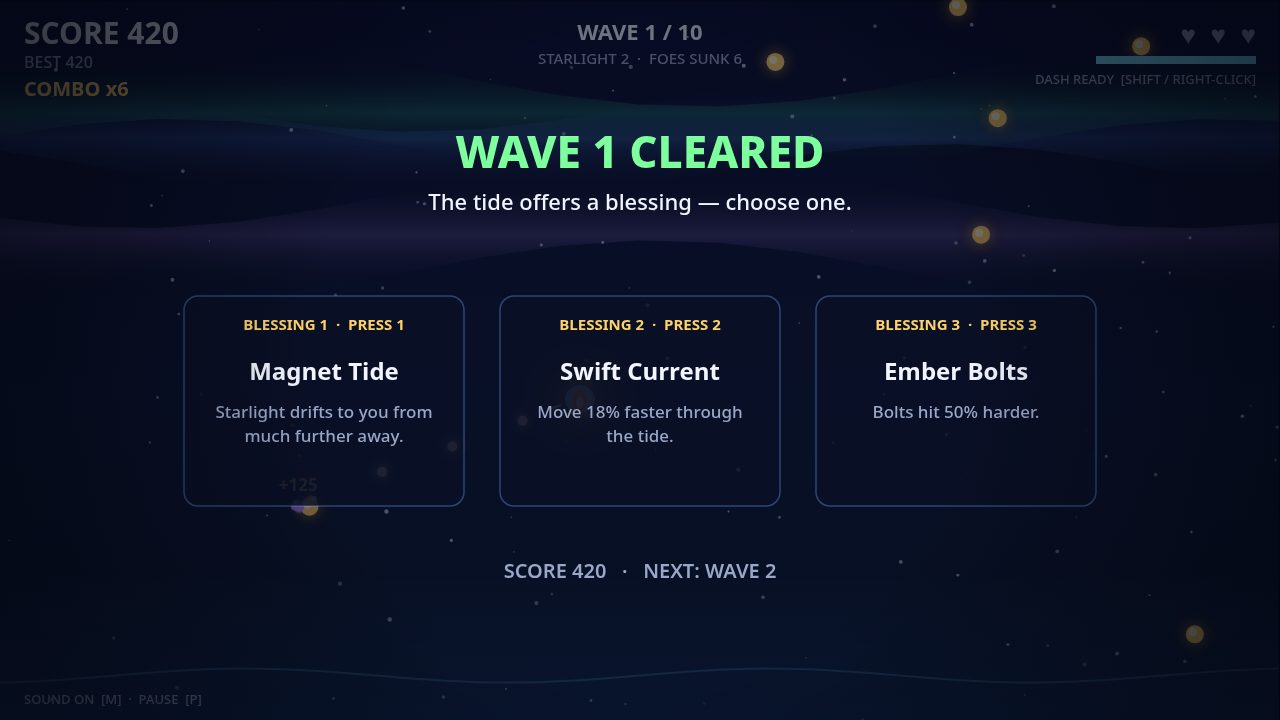 SCORE 420
BEST 420
COMBO x6
WAVE 1 / 10
STARLIGHT 2 · FOES SUNK 6
♥ ♥ ♥
DASH READY [SHIFT / RIGHT-CLICK]
WAVE 1 CLEARED
The tide offers a blessing — choose one.
BLESSING 1 · PRESS 1
Magnet Tide
Starlight drifts to you from
much further away.
+125
BLESSING 2 · PRESS 2
Swift Current
Move 18% faster through
the tide.
BLESSING 3 · PRESS 3
Ember Bolts
Bolts hit 50% harder.
SCORE 420 · NEXT: WAVE 2
SOUND ON [M] · PAUSE [P]